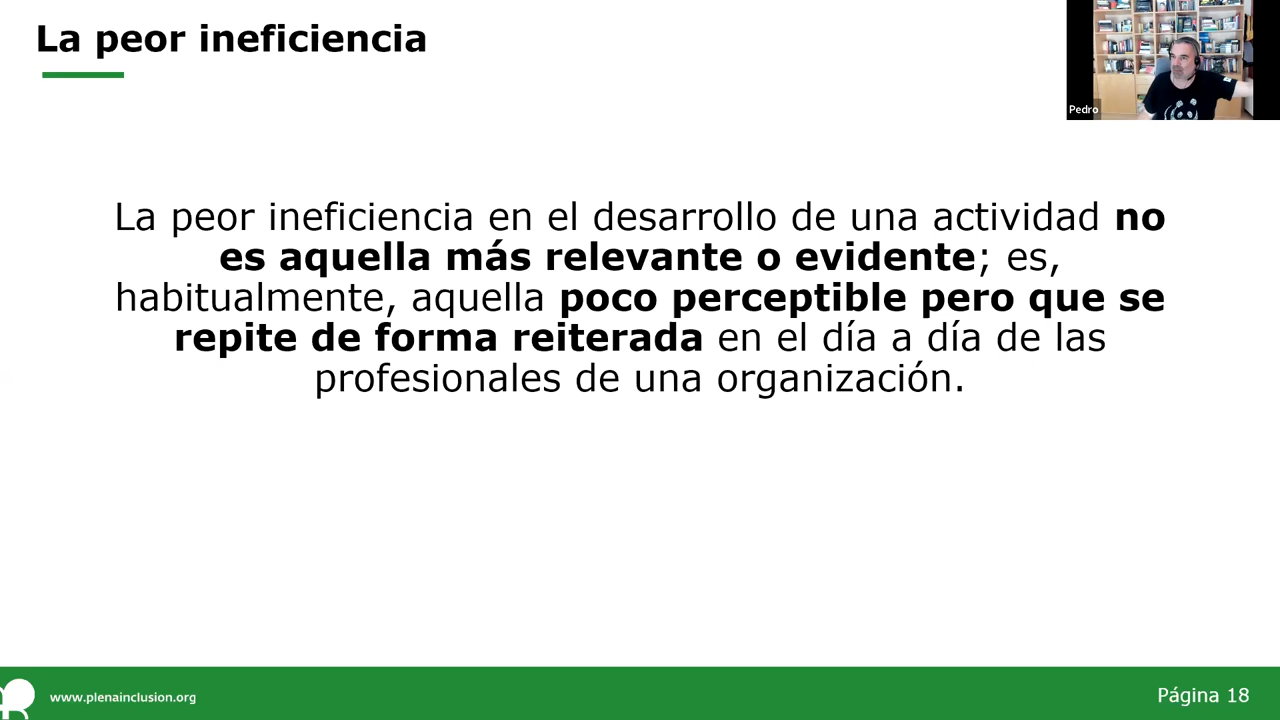 La peor ineficiencia
Pedro
La peor ineficiencia en el desarrollo de una actividad no
es aquella más relevante o evidente; es,
habitualmente, aquella poco perceptible pero que se
repite de forma reiterada en el día a día de las
profesionales de una organización.
www.plenainclusion.org
Página 18